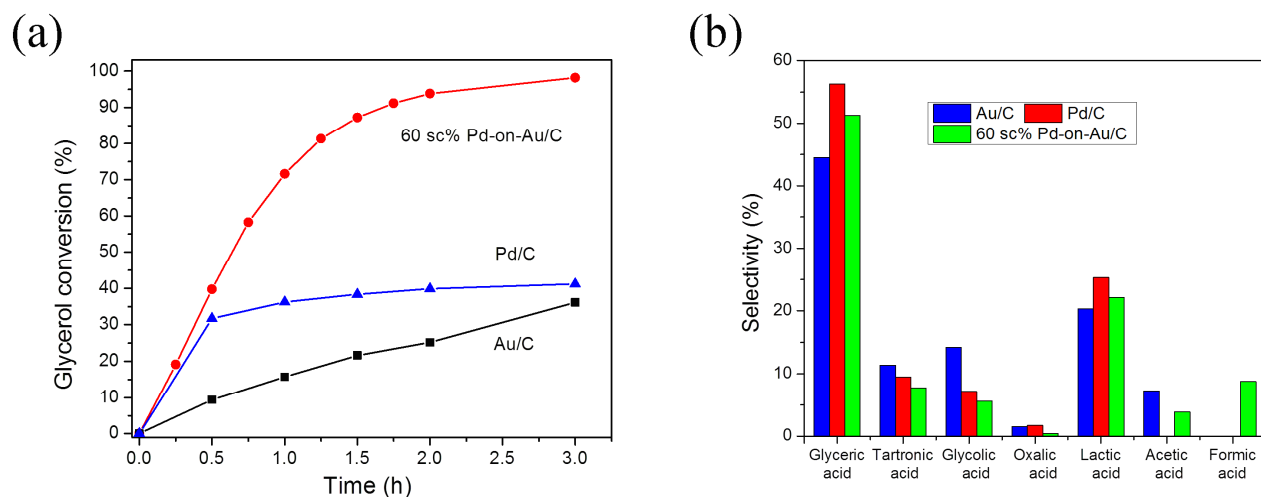 (a)
Glycerol conversion (%)
100
90
80
70
60
50
40
30
20
10
0
60 sc% Pd-on-Au/C
Pd/C
Au/C
0.0 0.5 1.0 1.5 2.0 2.5 3.0
Time (h)
(b)
Selectivity (%)
60
50
40
30
20
10
0
Au/C Pd/C
60 sc% Pd-on-Au/C
Glyceric Tartronic Glycolic Oxalic Lactic Acetic Formic
acid acid acid acid acid acid acid